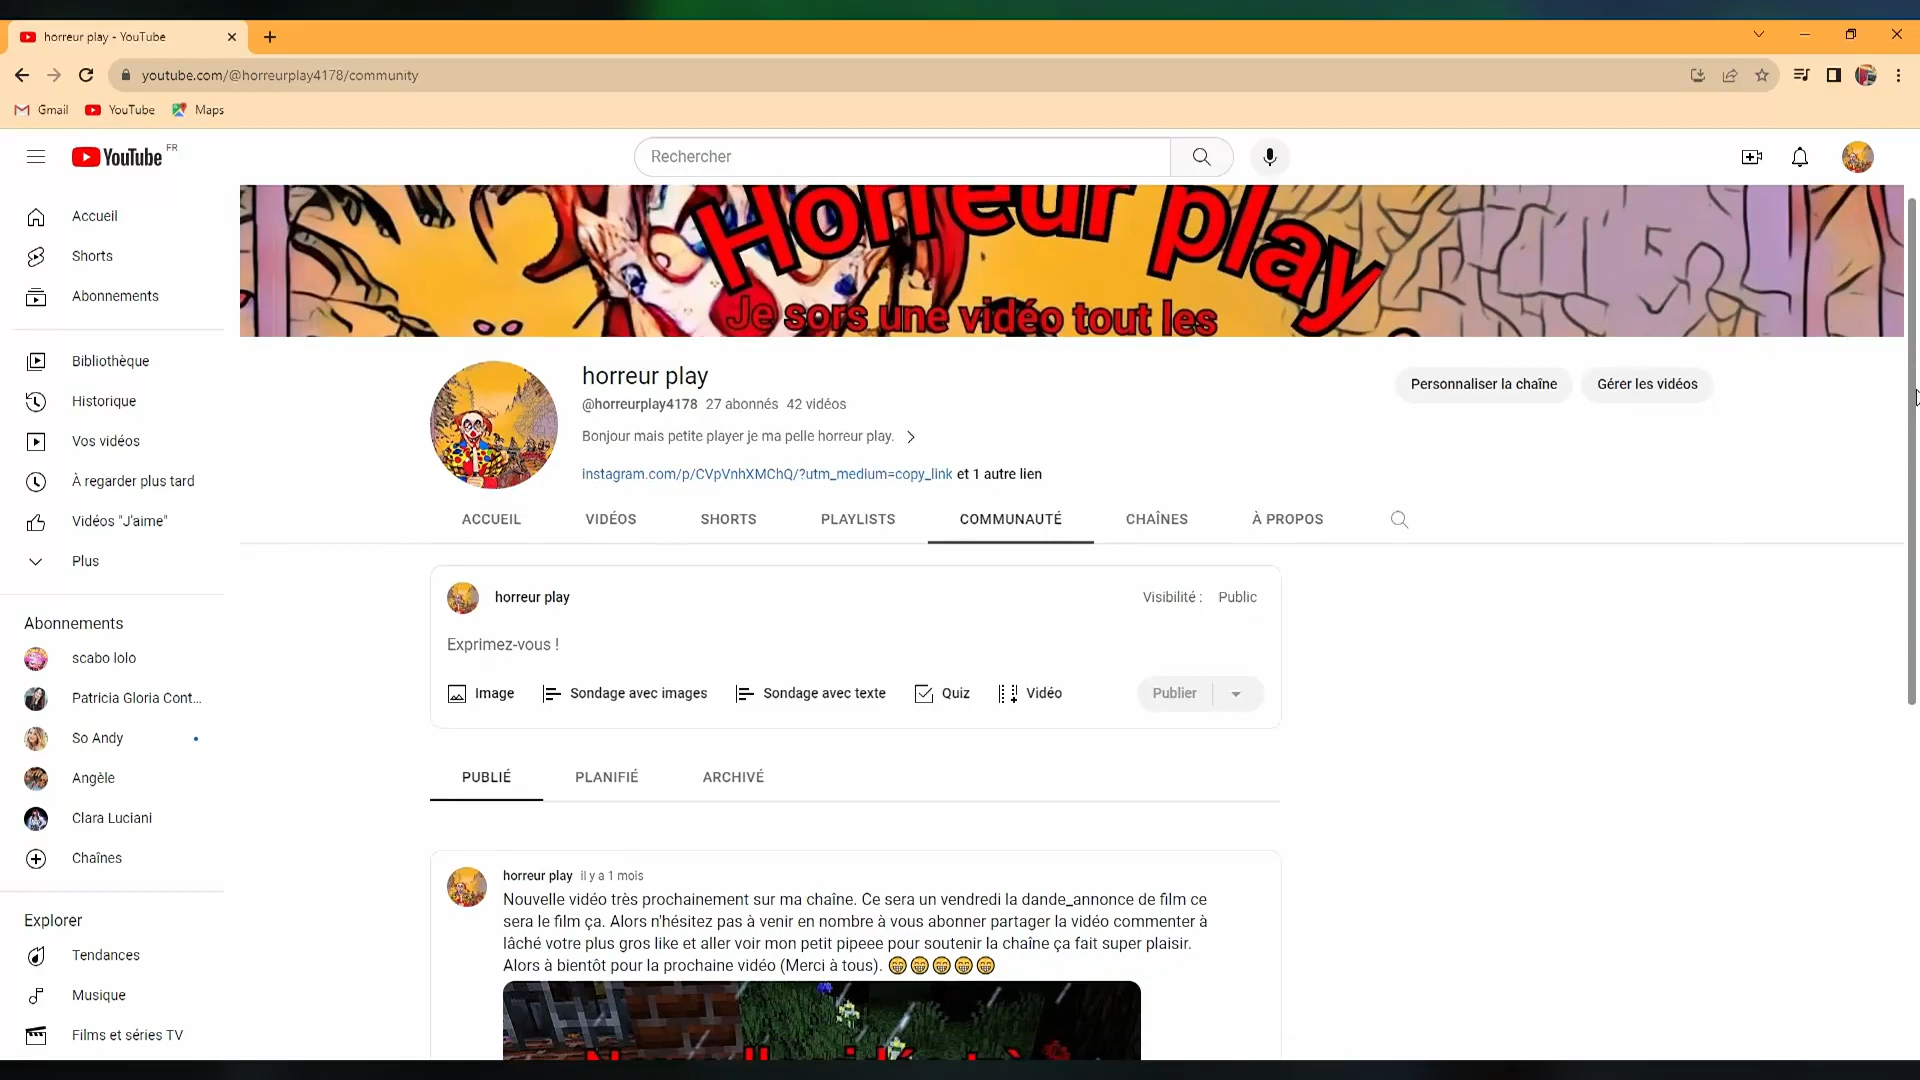 horreur play - YouTube
youtube.com/@horreurplay4178/community
Gmail YouTube Maps
YouTube FR
Rechercher
Horreur play
Je sors une vidéo tout les
Accueil
Shorts
Abonnements
Bibliothèque
Historique
Vos vidéos
À regarder plus tard
Vidéos "J'aime"
Plus
Abonnements
scabo lolo
Patricia Gloria Cont...
So Andy
Angèle
Clara Luciani
Chaînes
Explorer
Tendances
Musique
Films et séries TV
horreur play
@horreurplay4178 27 abonnés 42 vidéos
Bonjour mais petite player je ma pelle horreur play.
instagram.com/p/CVpVnhXMChQ/?utm_medium=copy_link et 1 autre lien
Personnaliser la chaîne Gérer les vidéos
ACCUEIL VIDÉOS SHORTS PLAYLISTS COMMUNAUTÉ CHAÎNES À PROPOS
horreur play Visibilité : Public
Exprimez-vous !
Image Sondage avec images Sondage avec texte Quiz Vidéo Publier
PUBLIÉ PLANIFIÉ ARCHIVÉ
horreur play il y a 1 mois
Nouvelle vidéo très prochainement sur ma chaîne. Ce sera un vendredi la dande_annonce de film ce
sera le film ça. Alors n'hésitez pas à venir en nombre à vous abonner partager la vidéo commenter à
lâché votre plus gros like et aller voir mon petit pipeee pour soutenir la chaîne ça fait super plaisir.
Alors à bientôt pour la prochaine vidéo (Merci à tous). 😁😁😁😁😁